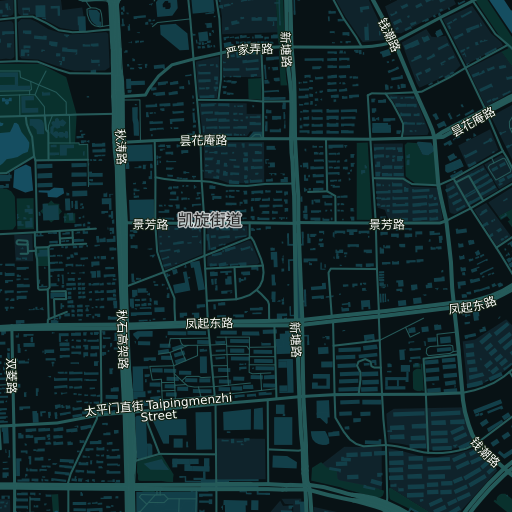 钱潮路
严家弄路
新塘路
昙花庵路
秋涛路
昙花庵路
凯旋街道
景芳路
景芳路
凤起东路
凤起东路
秋石高架路
新塘路
双菱路
太平门直街 Taipingmenzhi
Street
钱潮路